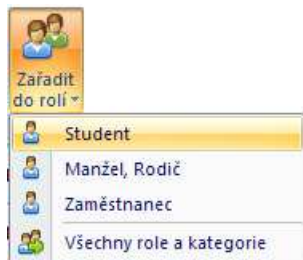 Zařadit
do rolí
Student
Manžel, Rodič
Zaměstnanec
Všechny role a kategorie